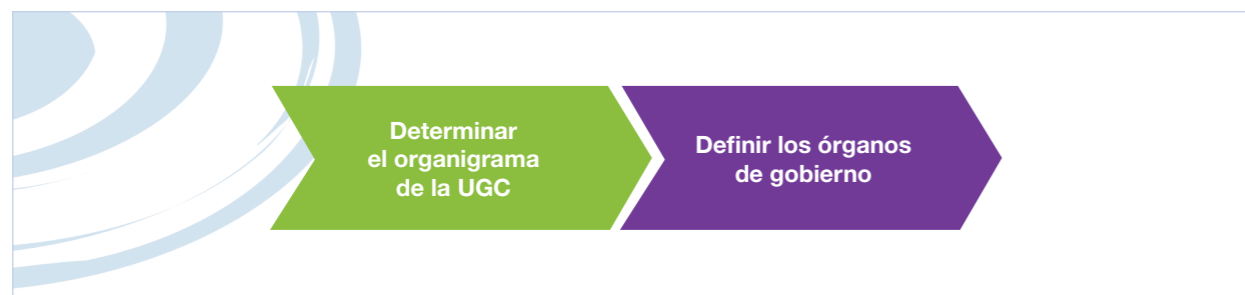 Determinar
el organigrama
de la UGC
Definir los órganos
de gobierno